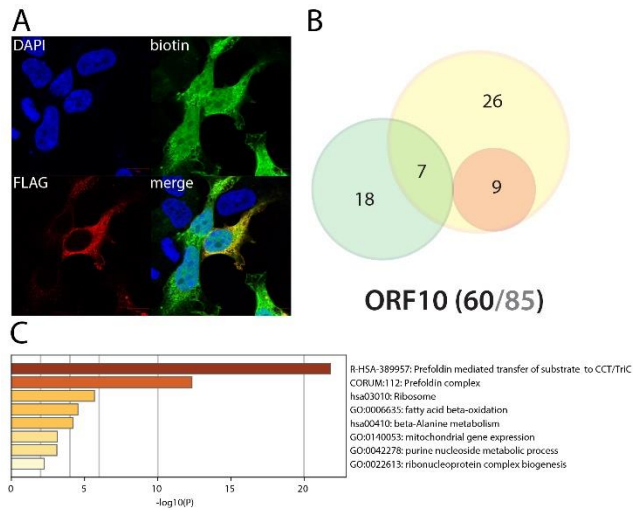 A
DAPI
biotin
FLAG
merge
B
26
7
9
18
ORF10 (60/85)
C
R-HSA-389957: Prefoldin mediated transfer of substrate to CCT/TriC
CORUM:112: Prefoldin complex
hsa03010: Ribosome
GO:0006635: fatty acid beta-oxidation
hsa00410: beta-Alanine metabolism
GO:0140053: mitochondrial gene expression
GO:0042278: purine nucleoside metabolic process
GO:0022613: ribonucleoprotein complex biogenesis
0 5 10 15 20
-log10(P)